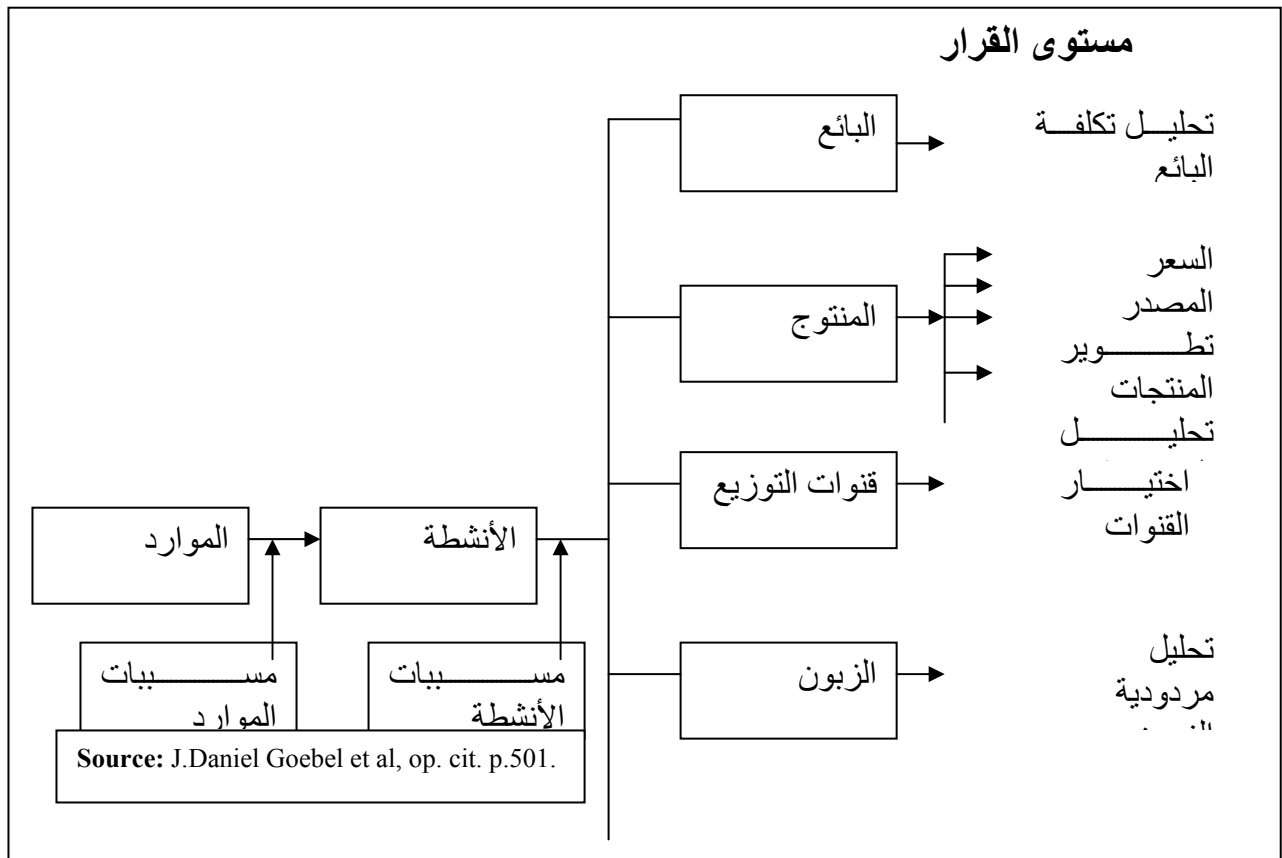 مستوى القرار
البائع
تحليل تكلفة
البائع
المنتوج
السعر
المصدر
تطوير
المنتجات
تحليل
قنوات التوزيع
اختيار
القنوات
الموارد
الأنشطة
مسببات
الموارد
مسببات
الأنشطة
الزبون
تحليل
مردودية
Source: J.Daniel Goebel et al, op. cit. p.501.